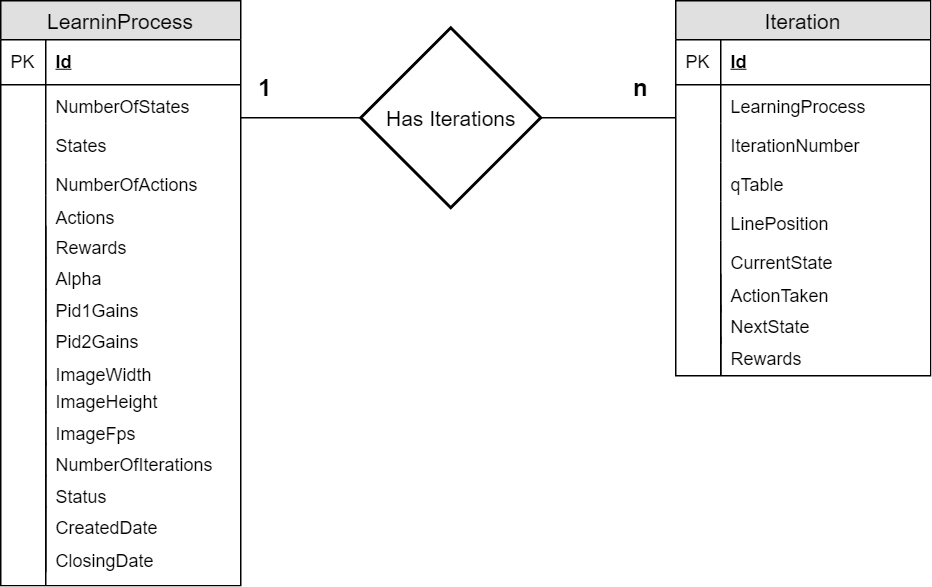 LearninProcess
PK Id
NumberOfStates
States
NumberOfActions
Actions
Rewards
Alpha
Pid1Gains
Pid2Gains
ImageWidth
ImageHeight
ImageFps
NumberOfIterations
Status
CreatedDate
ClosingDate
1
Has Iterations
n
Iteration
PK Id
LearningProcess
IterationNumber
qTable
LinePosition
CurrentState
ActionTaken
NextState
Rewards